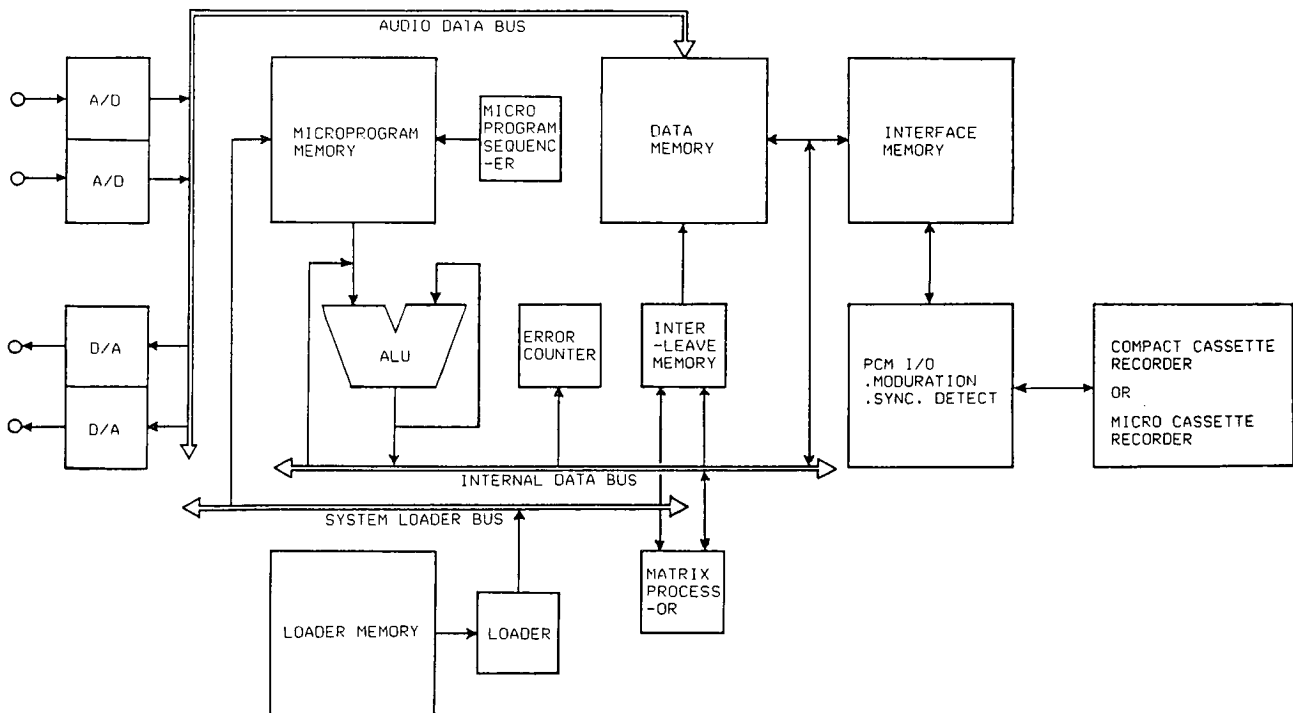 AUDIO DATA BUS
A/D
A/D
MICROPROGRAM
MEMORY
MICRO
PROGRAM
SEQUENC
-ER
DATA
MEMORY
INTERFACE
MEMORY
D/A
D/A
ALU
ERROR
COUNTER
INTER
-LEAVE
MEMORY
PCM I/O
.MODURATION
.SYNC. DETECT
COMPACT CASSETTE
RECORDER
OR
MICRO CASSETTE
RECORDER
INTERNAL DATA BUS
SYSTEM LOADER BUS
LOADER MEMORY
LOADER
MATRIX
PROCESS
-OR